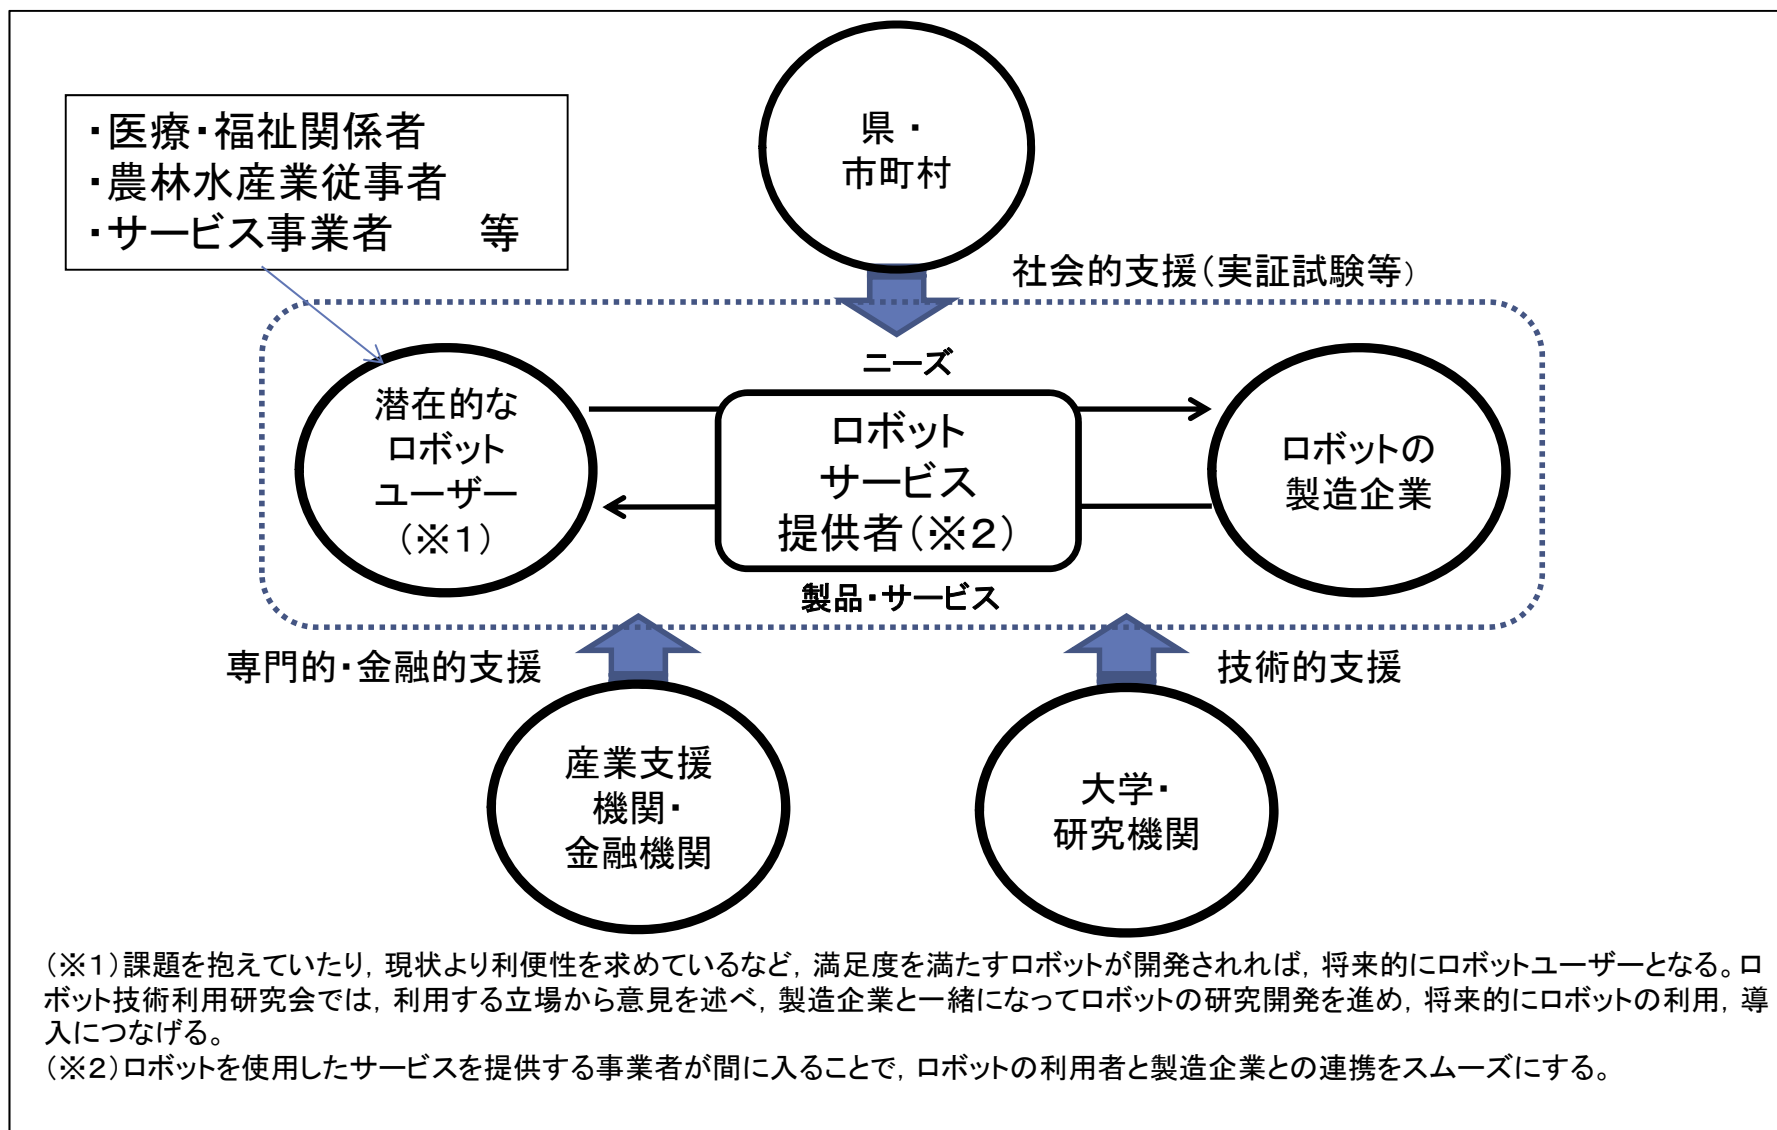 ・医療・福祉関係者
・農林水産業従事者
・サービス事業者　　等
県・
市町村
社会的支援（実証試験等）
ニーズ
潜在的な
ロボット
ユーザー
（※１）
ロボット
サービス
提供者（※２）
ロボットの
製造企業
製品・サービス
専門的・金融的支援
技術的支援
産業支援
機関・
金融機関
大学・
研究機関
（※１）課題を抱えていたり，現状より利便性を求めているなど，満足度を満たすロボットが開発されれば，将来的にロボットユーザーとなる。ロ
ボット技術利用研究会では，利用する立場から意見を述べ，製造企業と一緒になってロボットの研究開発を進め，将来的にロボットの利用，導
入につなげる。
（※２）ロボットを使用したサービスを提供する事業者が間に入ることで，ロボットの利用者と製造企業との連携をスムーズにする。